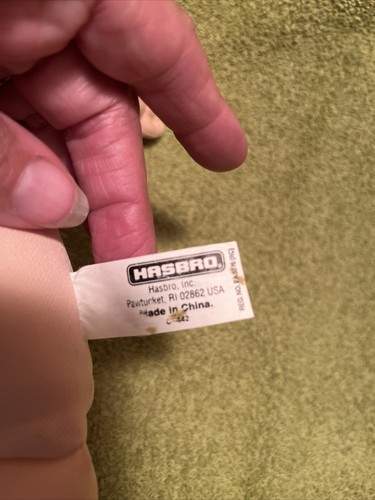 HASBRO®
Hasbro, Inc.
Pawtucket, RI 02862 USA
Made in China.